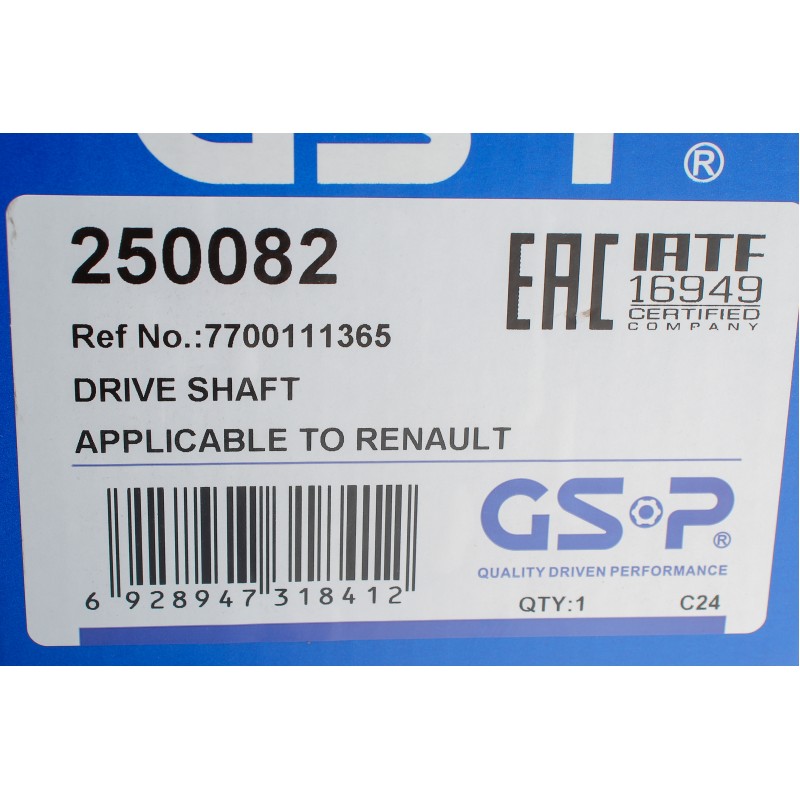 GSP ®
250082
EAC
IATF
16949
CERTIFIED
COMPANY
Ref No.:7700111365
DRIVE SHAFT
APPLICABLE TO RENAULT
GSP ®
QUALITY DRIVEN PERFORMANCE
6 928947 318412
QTY:1 C24